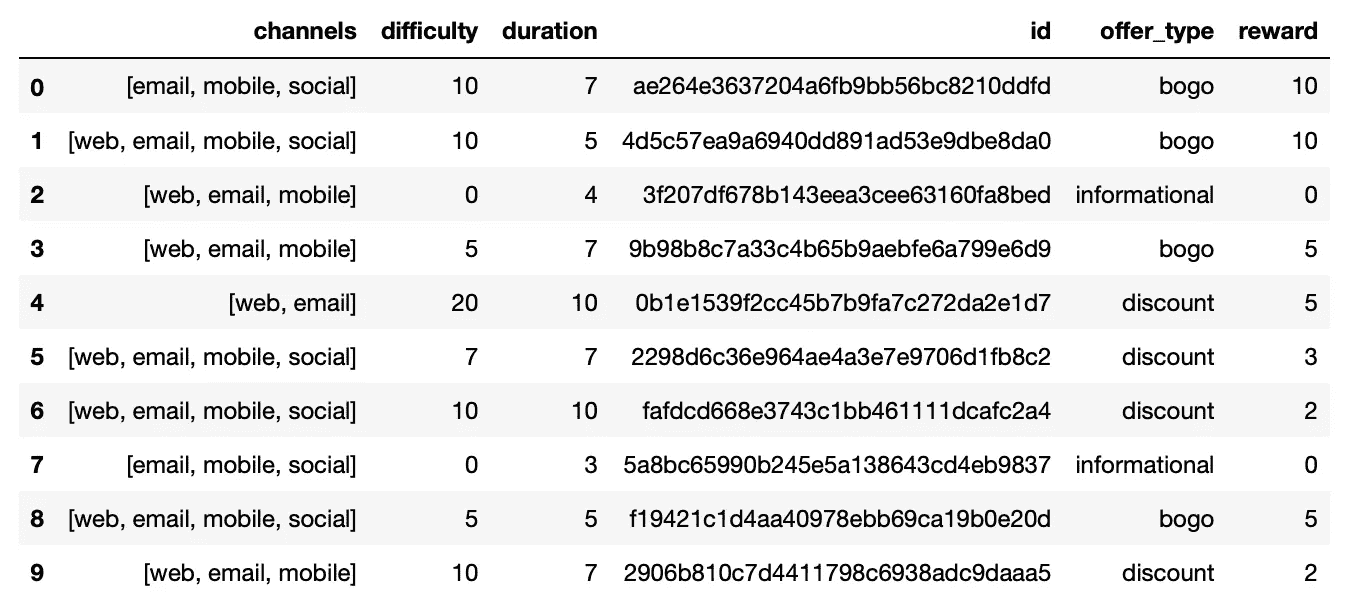 channels difficulty duration id offer_type reward
0 [email, mobile, social] 10 7 ae264e3637204a6fb9bb56bc8210ddfd bogo 10
1 [web, email, mobile, social] 10 5 4d5c57ea9a6940dd891ad53e9dbe8da0 bogo 10
2 [web, email, mobile] 0 4 3f207df678b143eea3cee63160fa8bed informational 0
3 [web, email, mobile] 5 7 9b98b8c7a33c4b65b9aebfe6a799e6d9 bogo 5
4 [web, email] 20 10 0b1e1539f2cc45b7b9fa7c272da2e1d7 discount 5
5 [web, email, mobile, social] 7 7 2298d6c36e964ae4a3e7e9706d1fb8c2 discount 3
6 [web, email, mobile, social] 10 10 fafdcd668e3743c1bb461111dcafc2a4 discount 2
7 [email, mobile, social] 0 3 5a8bc65990b245e5a138643cd4eb9837 informational 0
8 [web, email, mobile, social] 5 5 f19421c1d4aa40978ebb69ca19b0e20d bogo 5
9 [web, email, mobile] 10 7 2906b810c7d4411798c6938adc9daaa5 discount 2